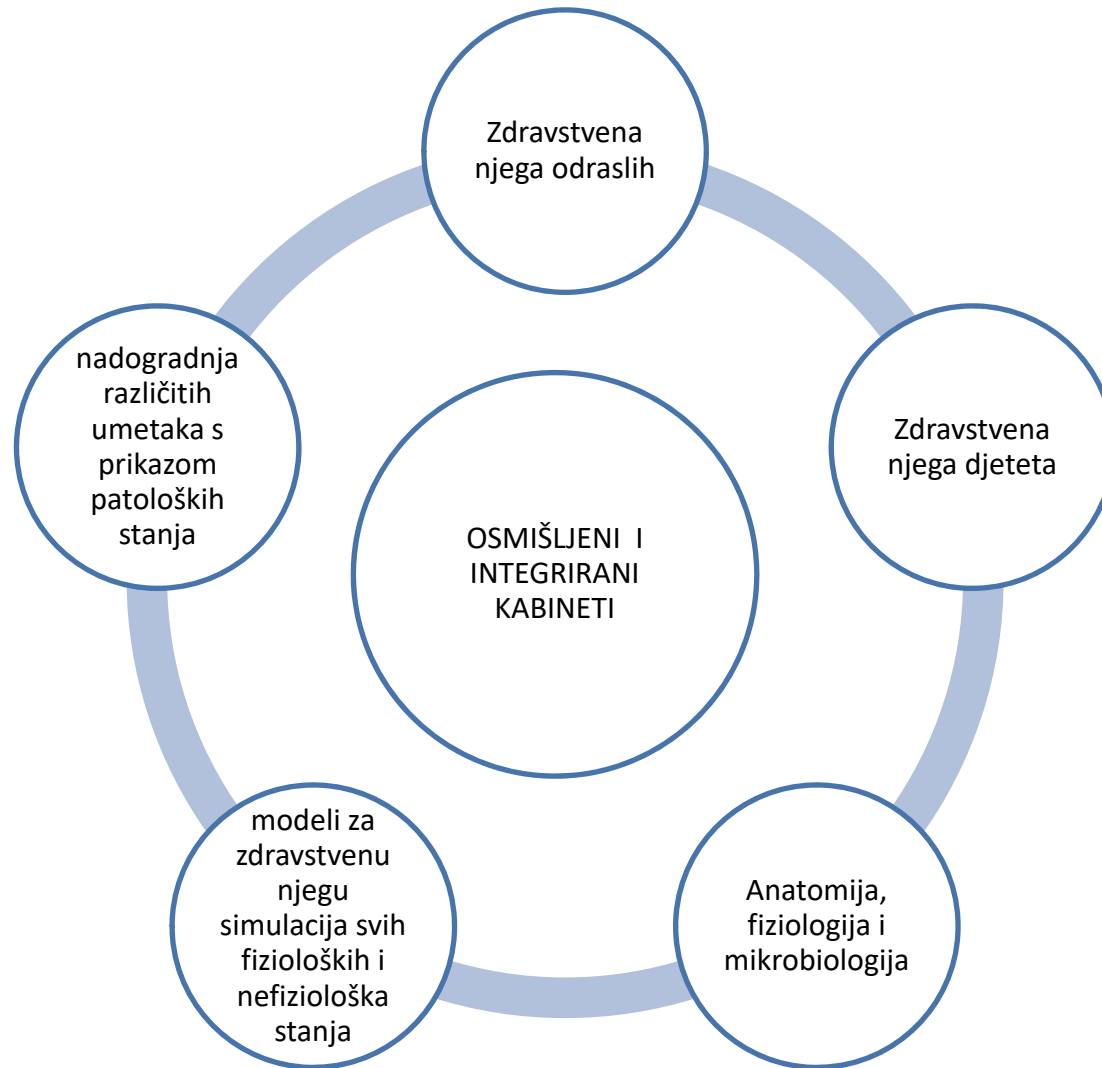 Zdravstvena
njega odraslih
Zdravstvena
njega djeteta
Anatomija,
fiziologija i
mikrobiologija
modeli za
zdravstvenu
njegu
simulacija svih
fizioloških i
nefiziološka
stanja
nadogradnja
različitih
umetaka s
prikazom
patoloških
stanja
OSMIŠLJENI I
INTEGRIRANI
KABINETI